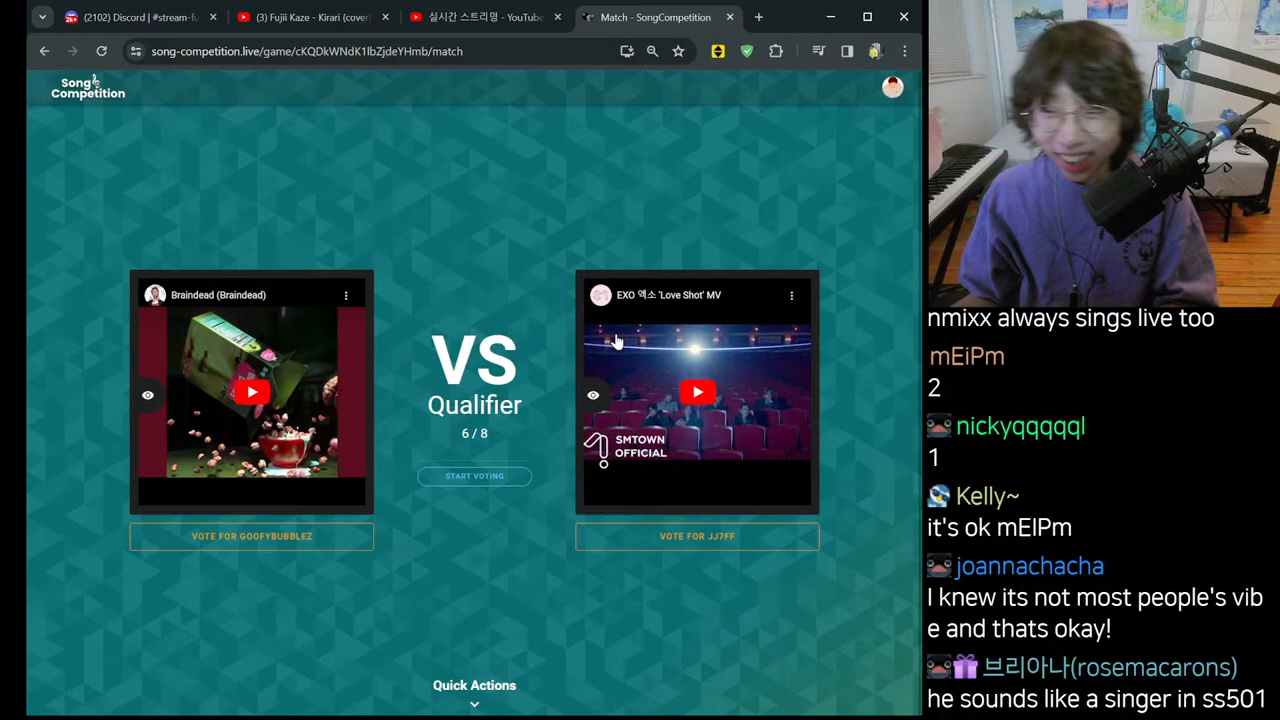 (2102) Discord | #stream-fu
(3) Fujii Kaze - Kirari (cover)
실시간 스트리밍 - YouTube
Match - SongCompetition
song-competition.live/game/cKQDkWNdK1IbZjdeYHmb/match
Song
Competition
Braindead (Braindead)
VS
Qualifier
6 / 8
START VOTING
VOTE FOR GOOFYBUBBLEZ
EXO 엑소 'Love Shot' MV
SMTOWN
OFFICIAL
VOTE FOR JJ7FF
Quick Actions
nmixx always sings live too
mEiPm
2
nickyqqqqql
1
Kelly~
it's ok mEIPm
joannachacha
I knew its not most people's vib
e and thats okay!
브리아나(rosemacarons)
he sounds like a singer in ss501